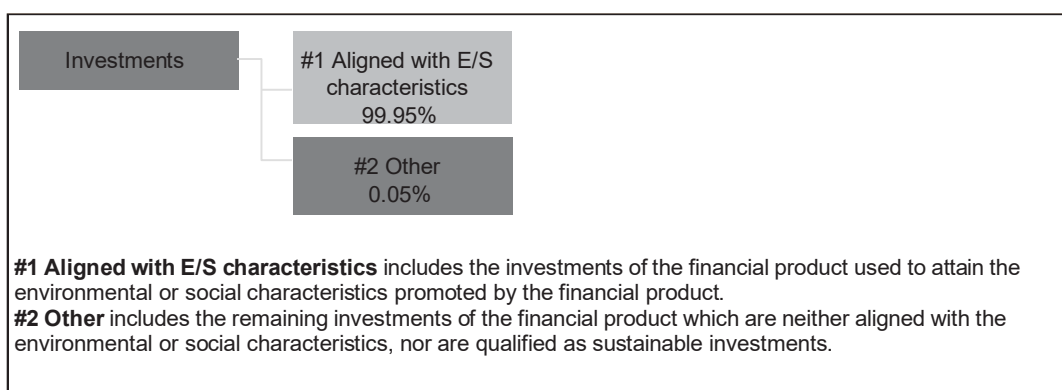 Investments
#1 Aligned with E/S
characteristics
99.95%
#2 Other
0.05%
#1 Aligned with E/S characteristics includes the investments of the financial product used to attain the
environmental or social characteristics promoted by the financial product.
#2 Other includes the remaining investments of the financial product which are neither aligned with the
environmental or social characteristics, nor are qualified as sustainable investments.